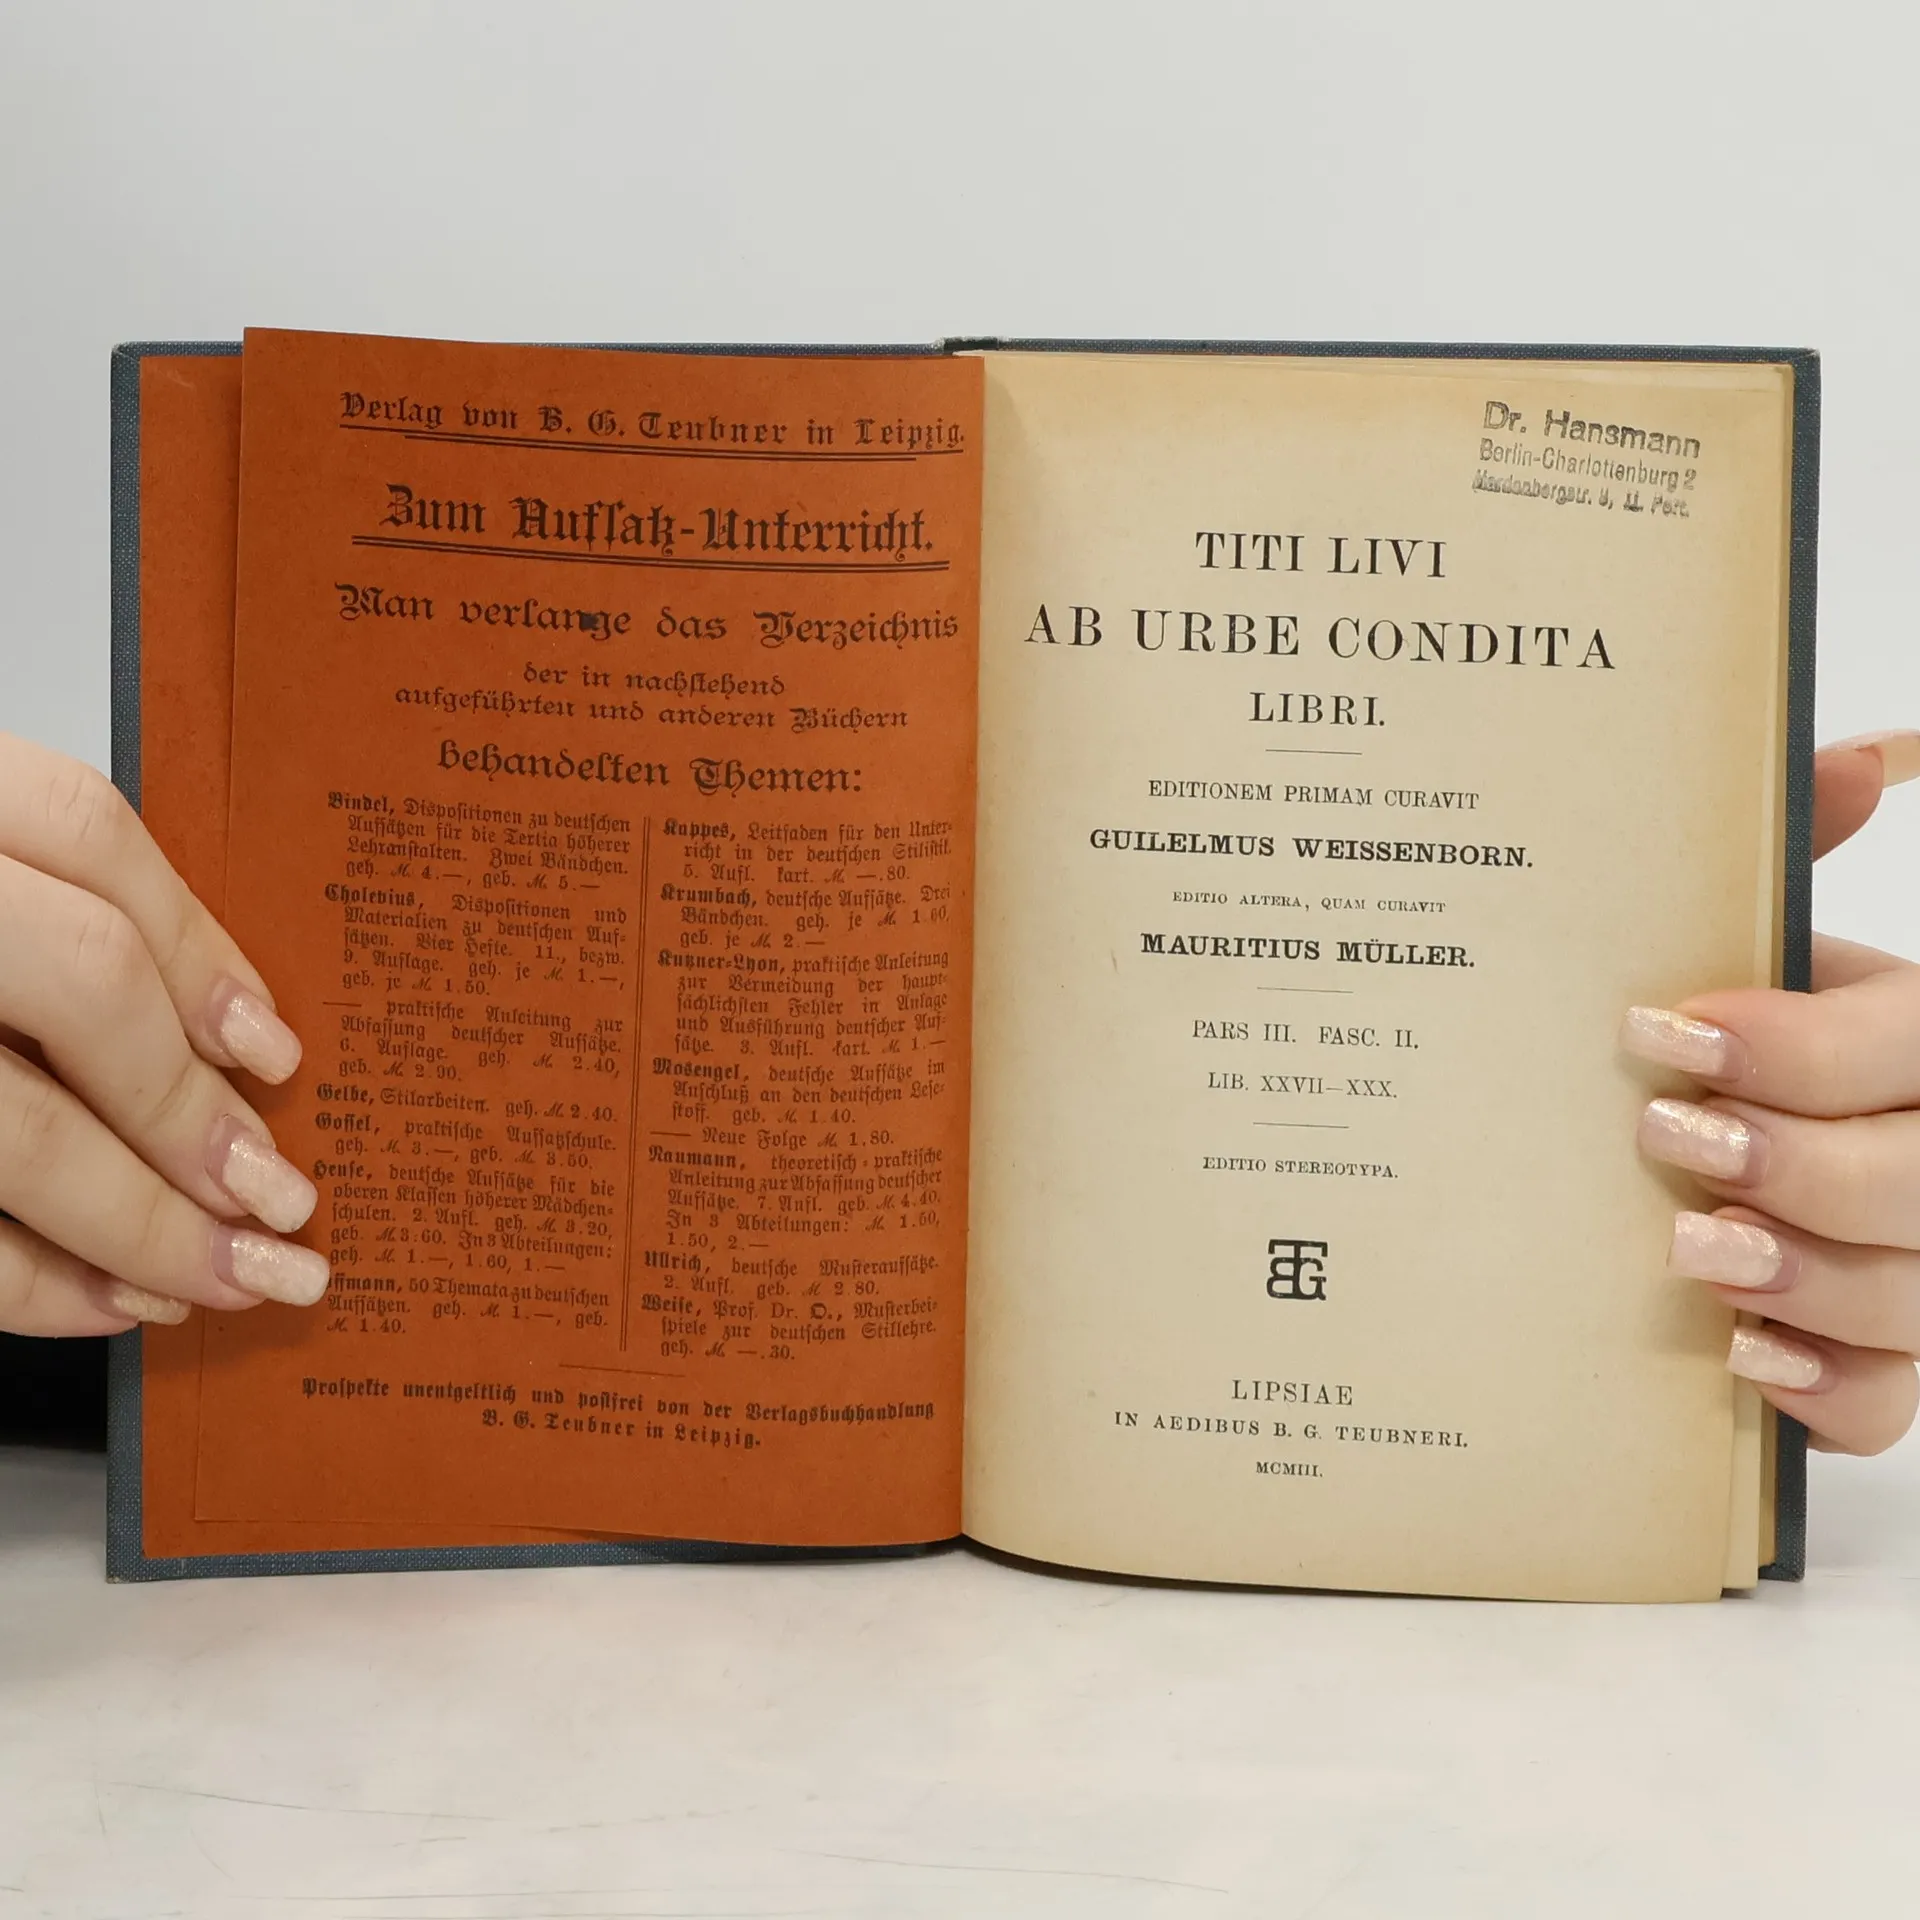 Verlag von B. G. Teubner in Leipzig.
Zum Aufsatz-Unterricht.
Man verlange das Verzeichnis
der in nachstehend
aufgeführten und anderen Büchern
behandelten Themen:
Bindel, Dispositionen zu deutschen
Aufsätzen für die Tertia höherer
Lehranstalten. Zwei Bändchen.
geh. M. 4.—, geb. M. 5.—
Cholevius, Dispositionen und
Materialien zu deutschen Auf-
sätzen. Vier Hefte. 11., bezw.
9. Auflage. geh. je M. 1.—,
geb. je M. 1.50.
—— praktische Anleitung zur
Abfassung deutscher Aufsätze.
6. Auflage. geh. M. 2.40,
geb. M. 2.90.
Gelbe, Stilarbeiten. geh. M. 2.40.
Goffel, praktische Aufsatzschule.
geh. M. 3.—, geb. M. 3.50.
Heuse, deutsche Aufsätze für die
oberen Klassen höherer Mädchen-
schulen. 2. Aufl. geh. M. 3.20,
geb. M. 3.60. In 3 Abteilungen:
geh. M. 1.—, 1.60, 1.—
ffmann, 50 Themata zu deutschen
Aufsätzen. geh. M. 1.—, geb.
M. 1.40.
Kappes, Leitfaden für den Unter-
richt in der deutschen Stilistik.
5. Aufl. kart. M. —.80.
Krumbach, deutsche Aufsätze. Drei
Bändchen. geh. je M. 1.60,
geb. je M. 2.—
Kutzner-Lyon, praktische Anleitung
zur Vermeidung der haupt-
sächlichsten Fehler in Anlage
und Ausführung deutscher Auf-
sätze. 3. Aufl. kart. M. 1.—
Mosengel, deutsche Aufsätze im
Anschluß an den deutschen Lese-
stoff. geb. M. 1.40.
—— Neue Folge M. 1.80.
Naumann, theoretisch-praktische
Anleitung zur Abfassung deutscher
Aufsätze. 7. Aufl. geb. M. 4.40.
In 3 Abteilungen: M. 1.60,
1.50, 2.—
Ullrich, deutsche Musteraufsätze.
2. Aufl. geb. M. 2.80.
Weise, Prof. Dr. O., Musterbei-
spiele zur deutschen Stillehre.
geh. M. —.30.
Prospekte unentgeltlich und postfrei von der Verlagsbuchhandlung
B. G. Teubner in Leipzig.
Dr. Hansmann
Berlin-Charlottenburg 2
TITI LIVI
AB URBE CONDITA
LIBRI.
EDITIONEM PRIMAM CURAVIT
GUILELMUS WEISSENBORN.
EDITIO ALTERA, QUAM CURAVIT
MAURITIUS MÜLLER.
PARS III. FASC. II.
LIB. XXVII—XXX.
EDITIO STEREOTYPA.
BTG
LIPSIAE
IN AEDIBUS B. G. TEUBNERI.
MCMIII.